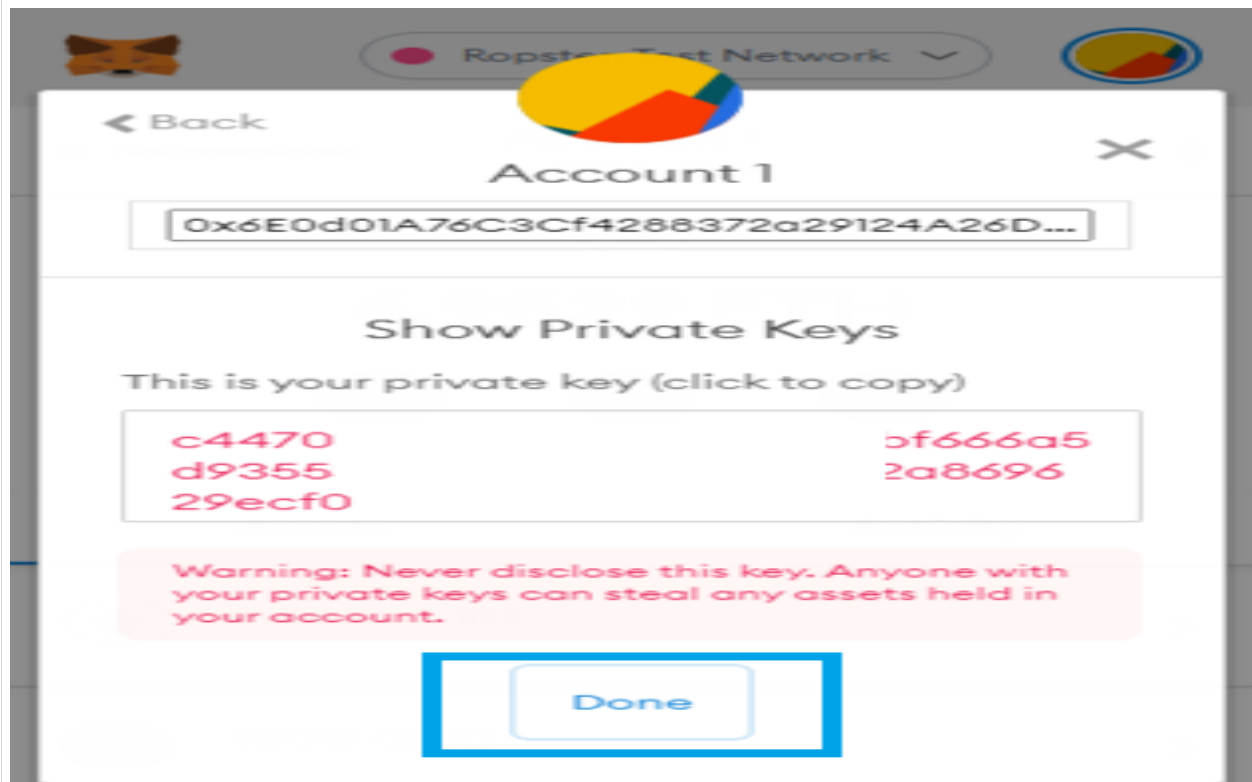 Ropsten Test Network
Back
Account 1
0x6E0d01A76C3Cf4288372a29124A26D...
Show Private Keys
This is your private key (click to copy)
c4470 bf666a5
d9355 2a8696
29ecf0
Warning: Never disclose this key. Anyone with
your private keys can steal any assets held in
your account.
Done